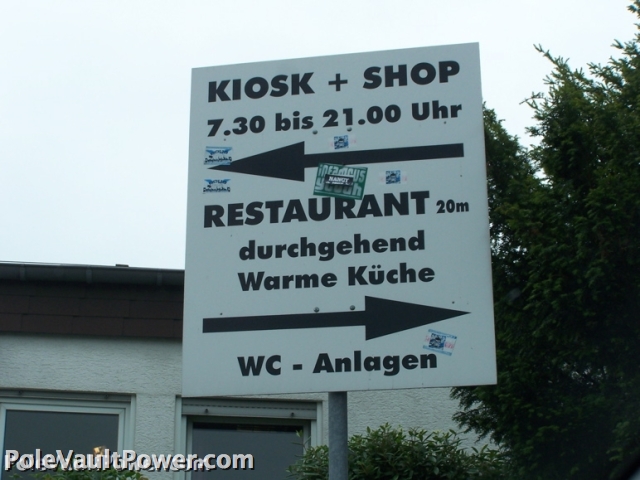 KIOSK + SHOP
7.30 bis 21.00 Uhr
RESTAURANT 20m
durchgehend
Warme Küche
WC - Anlagen
PoleVaultPower.com